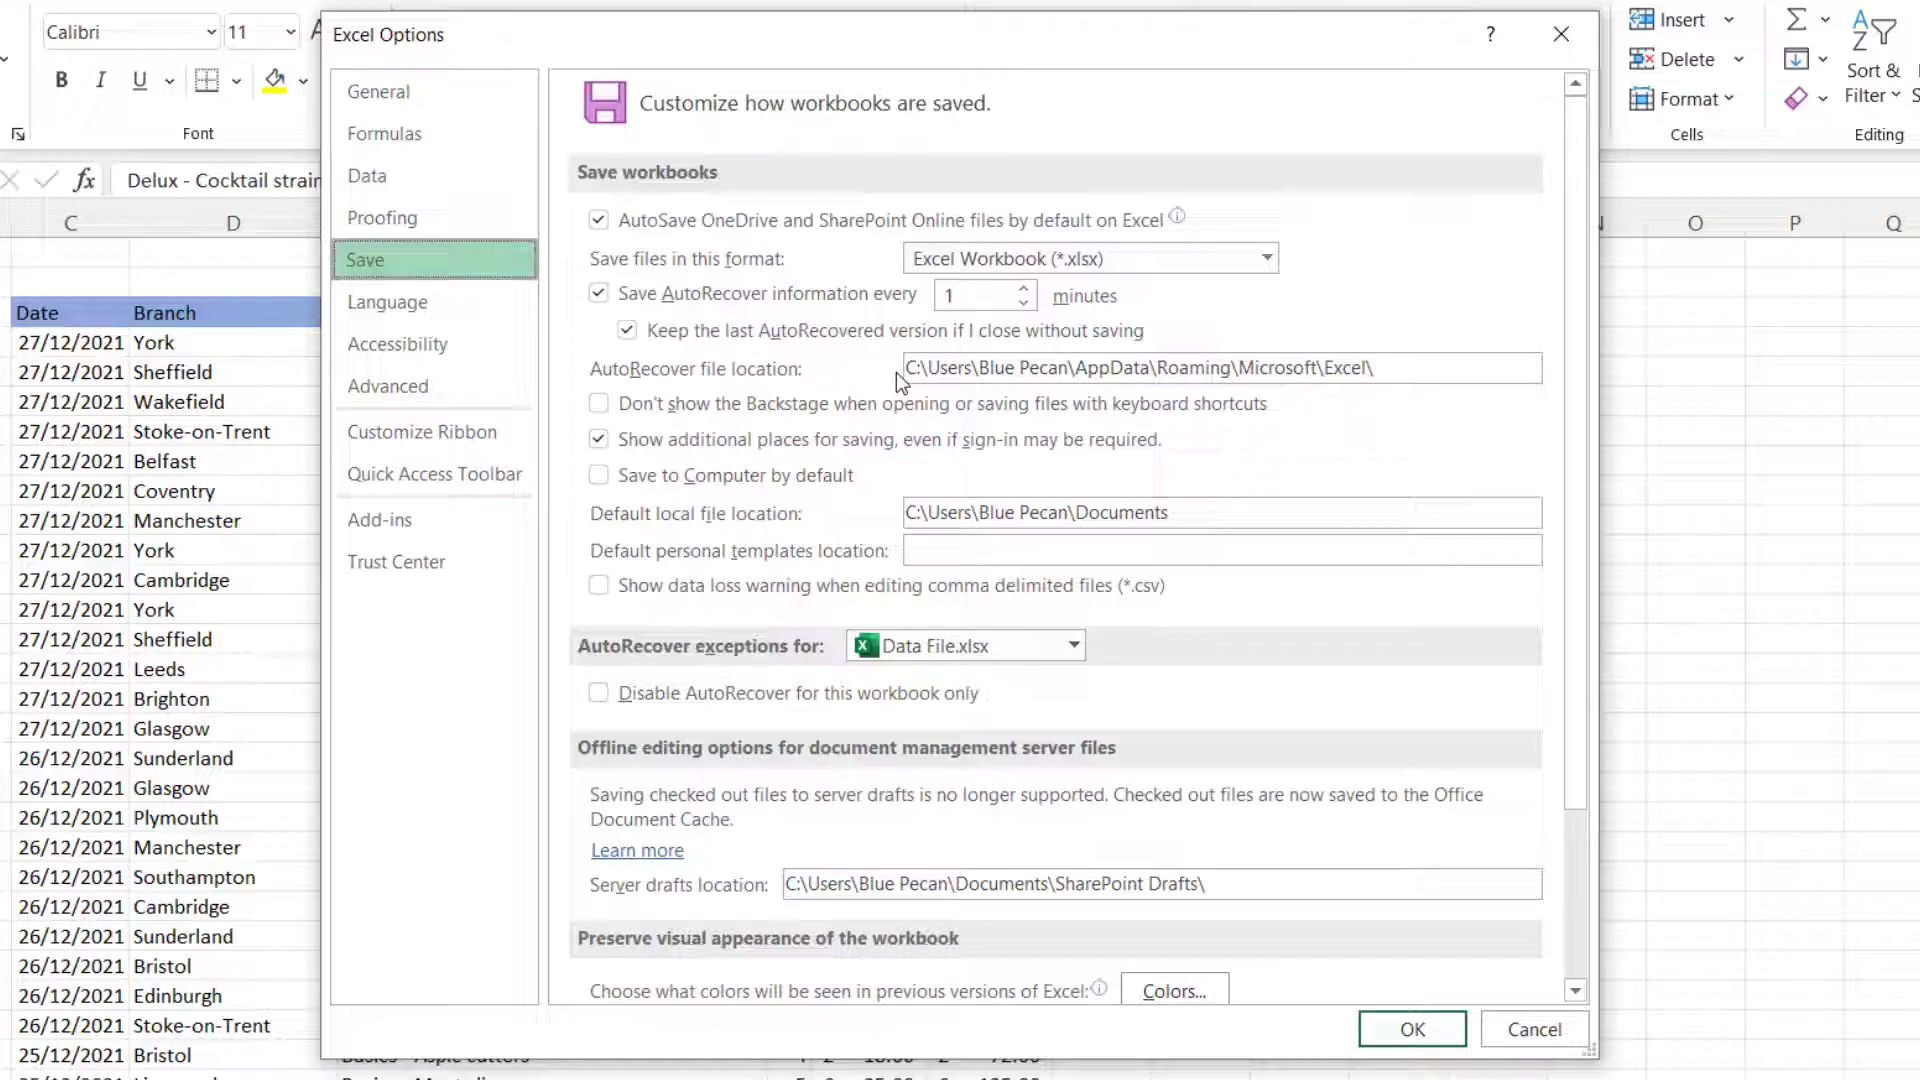 Calibri
11
Excel Options
?
B I U
Font
Insert
Delete
Format
Cells
Sort &
Filter
Editing
fx Delux - Cocktail strain
C D O P Q
General
Formulas
Data
Proofing
Save
Language
Accessibility
Advanced
Customize Ribbon
Quick Access Toolbar
Add-ins
Trust Center
Customize how workbooks are saved.
Save workbooks
AutoSave OneDrive and SharePoint Online files by default on Excel
Save files in this format: Excel Workbook (*.xlsx)
Save AutoRecover information every 1 minutes
Keep the last AutoRecovered version if I close without saving
AutoRecover file location: C:\Users\Blue Pecan\AppData\Roaming\Microsoft\Excel\
Don't show the Backstage when opening or saving files with keyboard shortcuts
Show additional places for saving, even if sign-in may be required.
Save to Computer by default
Default local file location: C:\Users\Blue Pecan\Documents
Default personal templates location:
Show data loss warning when editing comma delimited files (*.csv)
AutoRecover exceptions for: Data File.xlsx
Disable AutoRecover for this workbook only
Offline editing options for document management server files
Saving checked out files to server drafts is no longer supported. Checked out files are now saved to the Office
Document Cache.
Learn more
Server drafts location: C:\Users\Blue Pecan\Documents\SharePoint Drafts\
Preserve visual appearance of the workbook
Choose what colors will be seen in previous versions of Excel: Colors...
OK Cancel
Date Branch
27/12/2021 York
27/12/2021 Sheffield
27/12/2021 Wakefield
27/12/2021 Stoke-on-Trent
27/12/2021 Belfast
27/12/2021 Coventry
27/12/2021 Manchester
27/12/2021 York
27/12/2021 Cambridge
27/12/2021 York
27/12/2021 Sheffield
27/12/2021 Leeds
27/12/2021 Brighton
27/12/2021 Glasgow
26/12/2021 Sunderland
26/12/2021 Glasgow
26/12/2021 Plymouth
26/12/2021 Manchester
26/12/2021 Southampton
26/12/2021 Cambridge
26/12/2021 Sunderland
26/12/2021 Bristol
26/12/2021 Edinburgh
26/12/2021 Stoke-on-Trent
25/12/2021 Bristol